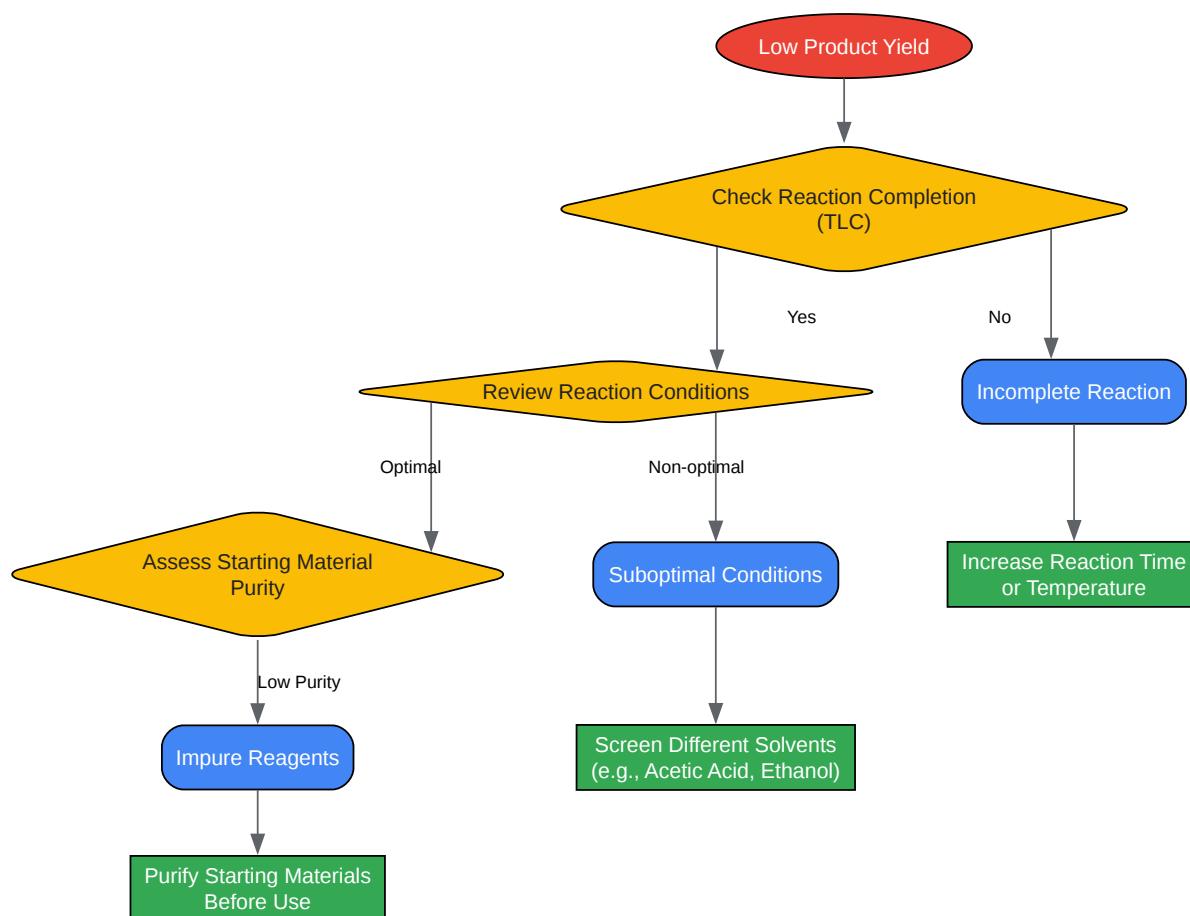 Low Product Yield
Check Reaction Completion
(TLC)
Yes
No
Review Reaction Conditions
Incomplete Reaction
Optimal
Non-optimal
Assess Starting Material
Purity
Suboptimal Conditions
Increase Reaction Time
or Temperature
Low Purity
Impure Reagents
Screen Different Solvents
(e.g., Acetic Acid, Ethanol)
Purify Starting Materials
Before Use